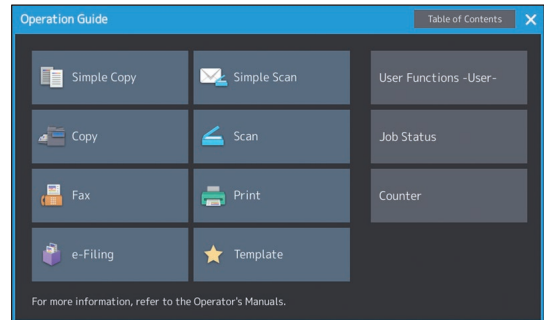 Operation Guide
Table of Contents
Simple Copy
Simple Scan
User Functions -User-
Copy
Scan
Job Status
Fax
Print
Counter
e-Filing
Template
For more information, refer to the Operator's Manuals.